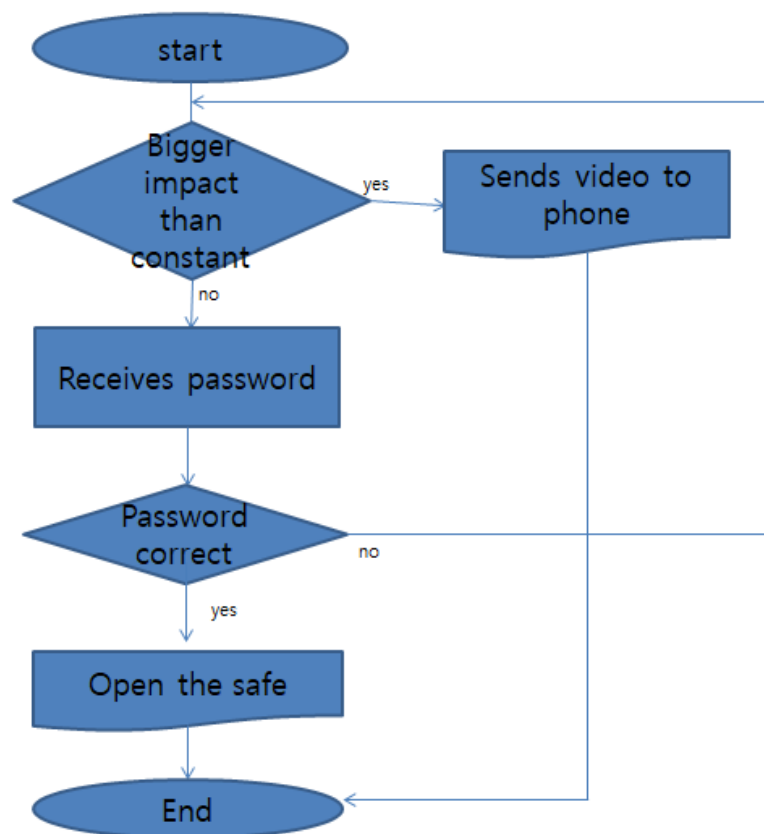 start
Bigger
impact
than
constant
yes
Sends video to
phone
no
Receives password
Password
correct
no
yes
Open the safe
End